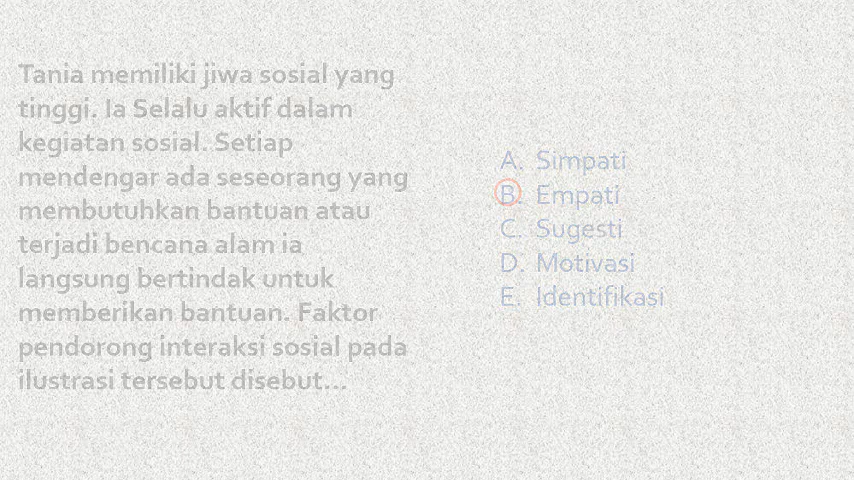 Tania memiliki jiwa sosial yang
tinggi. Ia Selalu aktif dalam
kegiatan sosial. Setiap
mendengar ada seseorang yang
membutuhkan bantuan atau
terjadi bencana alam ia
langsung bertindak untuk
memberikan bantuan. Faktor
pendorong interaksi sosial pada
ilustrasi tersebut disebut...
A. Simpati
B. Empati
C. Sugesti
D. Motivasi
E. Identifikasi